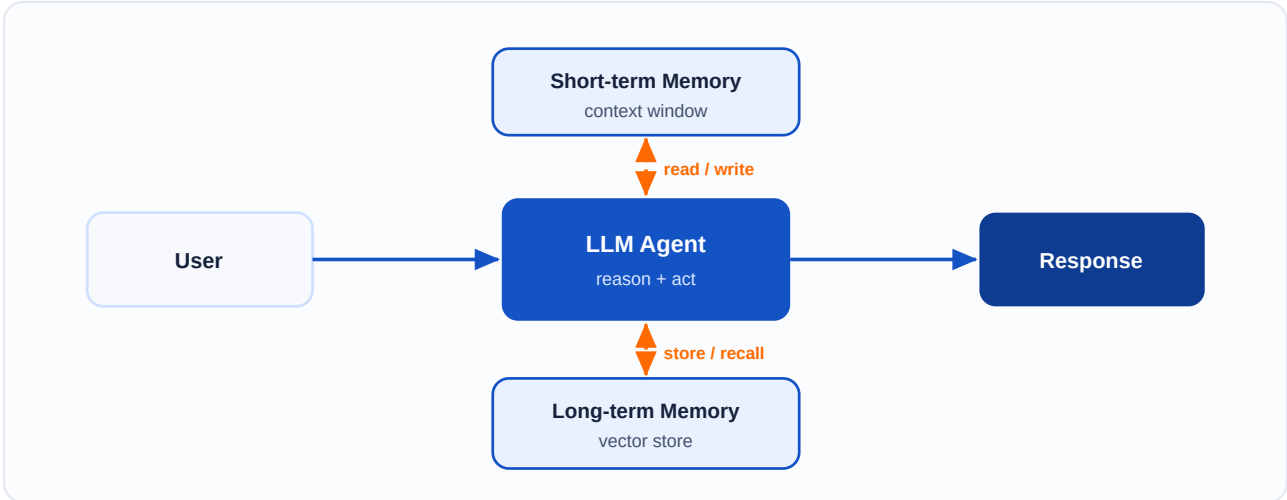 Short-term Memory
context window
read / write
User
LLM Agent
reason + act
Response
store / recall
Long-term Memory
vector store